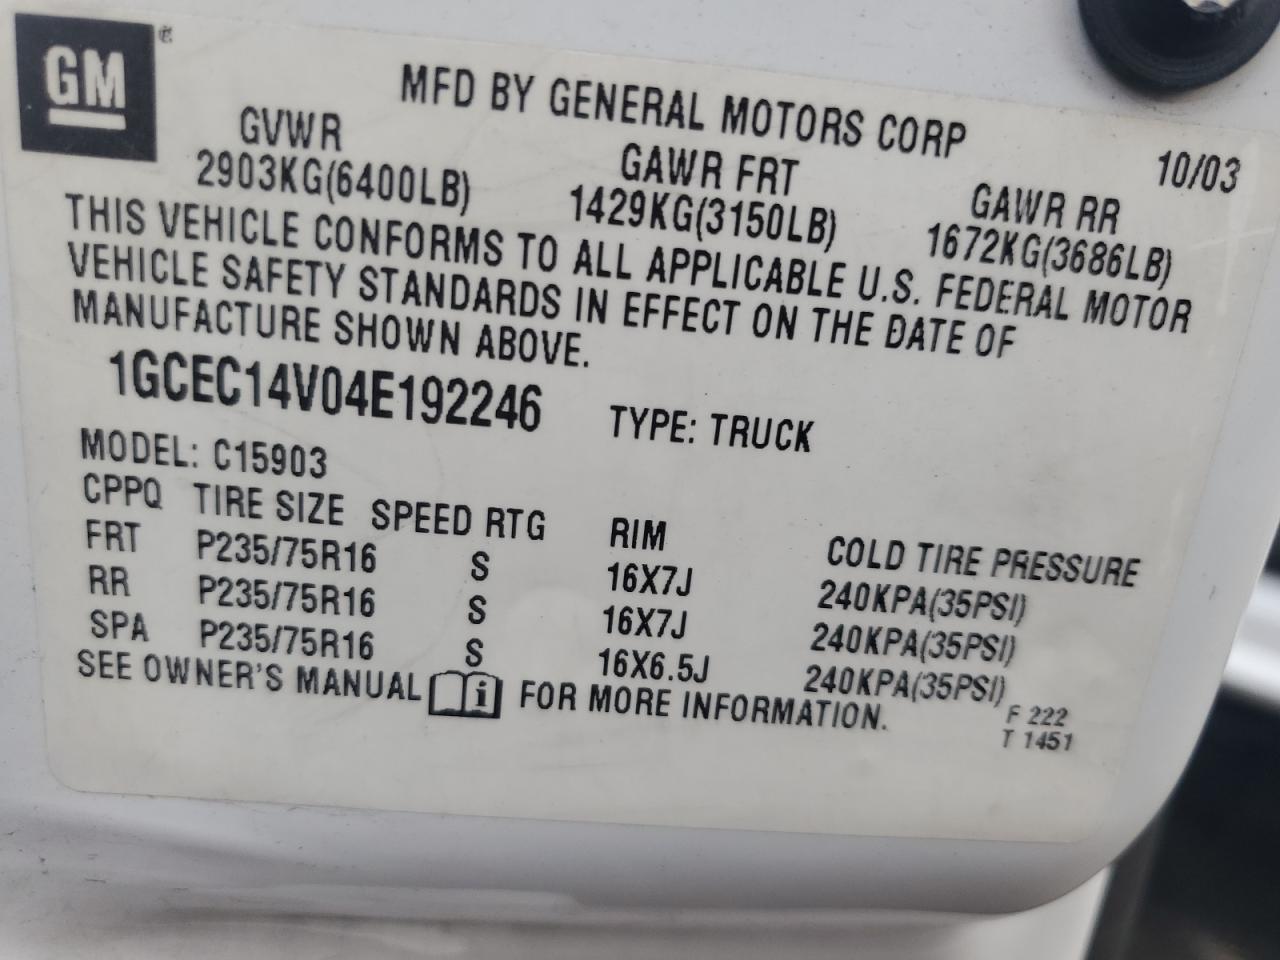 GM
MFD BY GENERAL MOTORS CORP
10/03
GVWR GAWR FRT GAWR RR
2903KG(6400LB) 1429KG(3150LB) 1672KG(3686LB)
THIS VEHICLE CONFORMS TO ALL APPLICABLE U.S. FEDERAL MOTOR
VEHICLE SAFETY STANDARDS IN EFFECT ON THE DATE OF
MANUFACTURE SHOWN ABOVE.
1GCEC14V04E192246 TYPE: TRUCK
MODEL: C15903
CPPQ TIRE SIZE SPEED RTG RIM COLD TIRE PRESSURE
FRT P235/75R16 S 16X7J 240KPA(35PSI)
RR P235/75R16 S 16X7J 240KPA(35PSI)
SPA P235/75R16 S 16X6.5J 240KPA(35PSI)
SEE OWNER'S MANUAL i FOR MORE INFORMATION.
F 222
T 1451